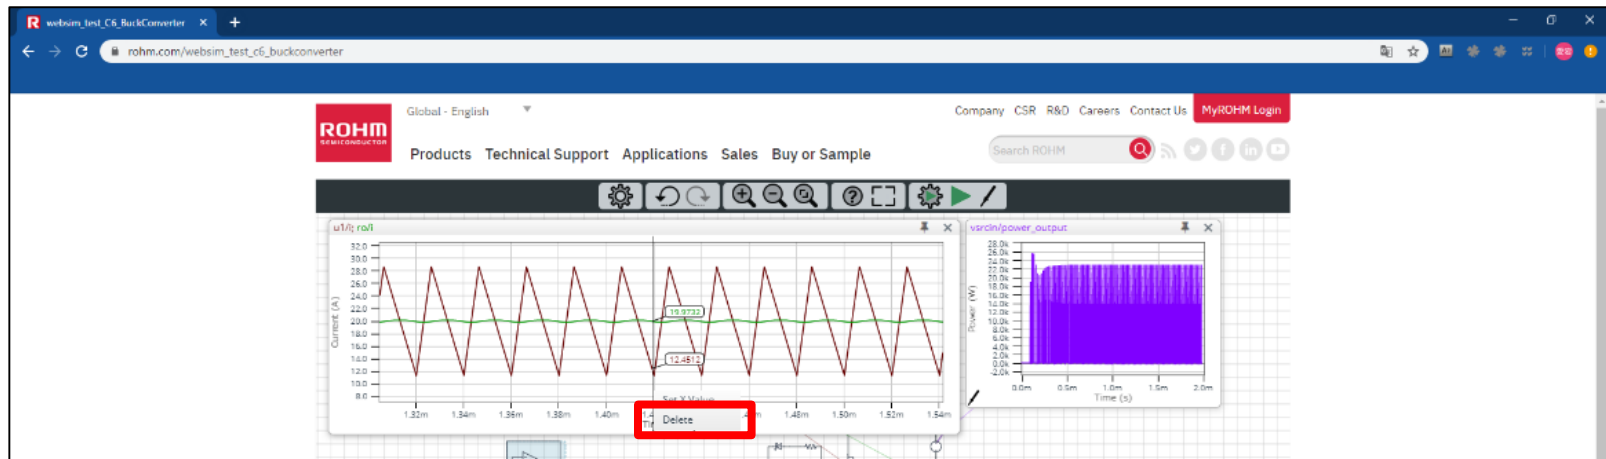 websim_test_C6_BuckConverter
rohm.com/websim_test_c6_buckconverter
Global - English
Company CSR R&D Careers Contact Us MyROHM Login
ROHM
SEMICONDUCTOR
Products Technical Support Applications Sales Buy or Sample
Search ROHM
u1/i; ro/i
vsrcin/power_output
Current (A)
32.0
30.0
28.0
26.0
24.0
22.0
20.0
18.0
16.0
14.0
12.0
10.0
8.0
19.9732
12.4512
1.32m 1.34m 1.36m 1.38m 1.40m 1.48m 1.50m 1.52m 1.54m
Set X Value
Delete
Power (W)
28.0k
26.0k
24.0k
22.0k
20.0k
18.0k
16.0k
14.0k
12.0k
10.0k
8.0k
6.0k
4.0k
2.0k
0.0k
-2.0k
0.0m 0.5m 1.0m 1.5m 2.0m
Time (s)